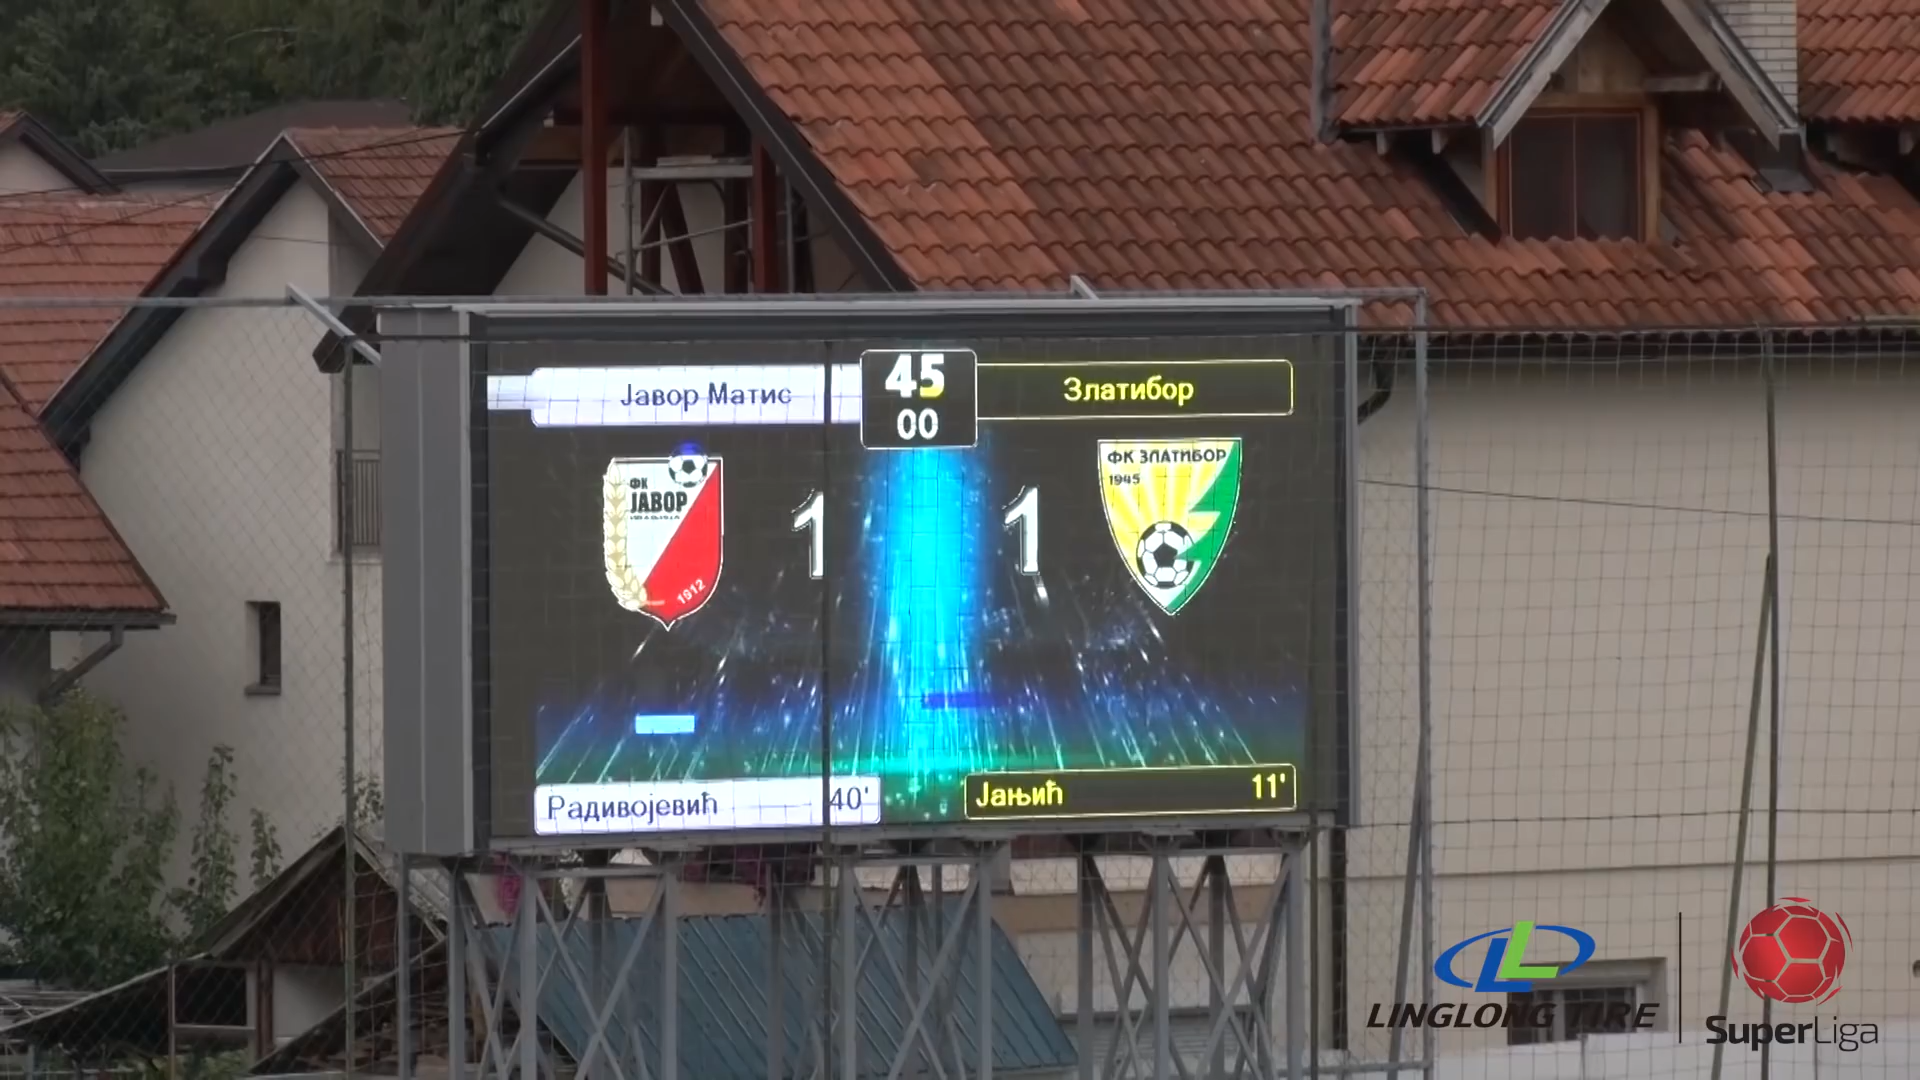 Јавор Матис
45
00
Златибор
ФК
ЈАВОР
1912
1
1
ФК ЗЛАТИБОР
1945
Радивојевић 40'
Јањић 11'
LINGLONG TIRE
SuperLiga